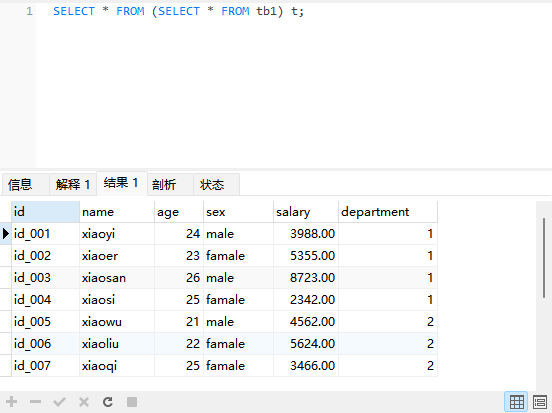 1 SELECT * FROM (SELECT * FROM tb1) t;
信息 解释 1 结果 1 剖析 状态
id name age sex salary department
id_001 xiaoyi 24 male 3988.00 1
id_002 xiaoer 23 famale 5355.00 1
id_003 xiaosan 26 male 8723.00 1
id_004 xiaosi 25 famale 2342.00 1
id_005 xiaowu 21 male 4562.00 2
id_006 xiaoliu 22 famale 5624.00 2
id_007 xiaoqi 25 famale 3466.00 2